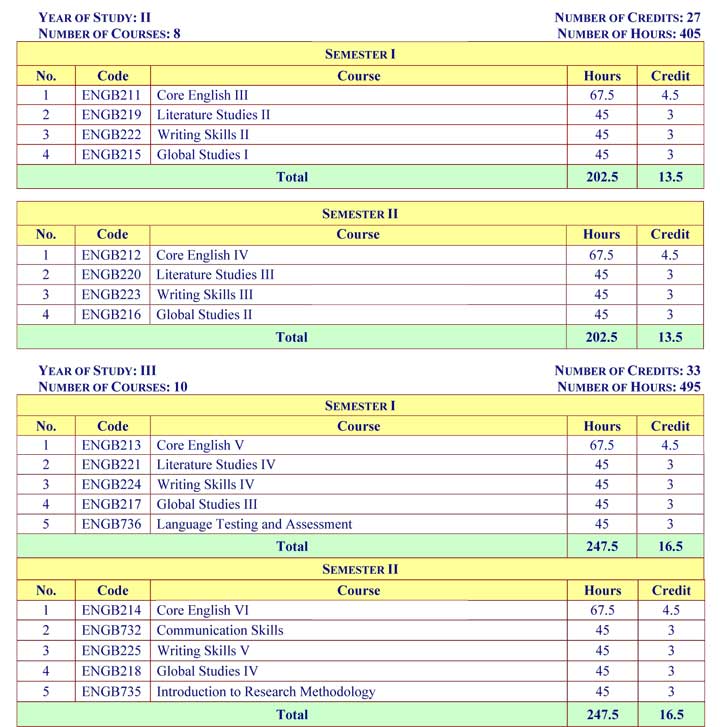 YEAR OF STUDY: II NUMBER OF CREDITS: 27
NUMBER OF COURSES: 8 NUMBER OF HOURS: 405
SEMESTER I
No. Code Course Hours Credit
1 ENGB211 Core English III 67.5 4.5
2 ENGB219 Literature Studies II 45 3
3 ENGB222 Writing Skills II 45 3
4 ENGB215 Global Studies I 45 3
Total 202.5 13.5
SEMESTER II
No. Code Course Hours Credit
1 ENGB212 Core English IV 67.5 4.5
2 ENGB220 Literature Studies III 45 3
3 ENGB223 Writing Skills III 45 3
4 ENGB216 Global Studies II 45 3
Total 202.5 13.5
YEAR OF STUDY: III NUMBER OF CREDITS: 33
NUMBER OF COURSES: 10 NUMBER OF HOURS: 495
SEMESTER I
No. Code Course Hours Credit
1 ENGB213 Core English V 67.5 4.5
2 ENGB221 Literature Studies IV 45 3
3 ENGB224 Writing Skills IV 45 3
4 ENGB217 Global Studies III 45 3
5 ENGB736 Language Testing and Assessment 45 3
Total 247.5 16.5
SEMESTER II
No. Code Course Hours Credit
1 ENGB214 Core English VI 67.5 4.5
2 ENGB732 Communication Skills 45 3
3 ENGB225 Writing Skills V 45 3
4 ENGB218 Global Studies IV 45 3
5 ENGB735 Introduction to Research Methodology 45 3
Total 247.5 16.5